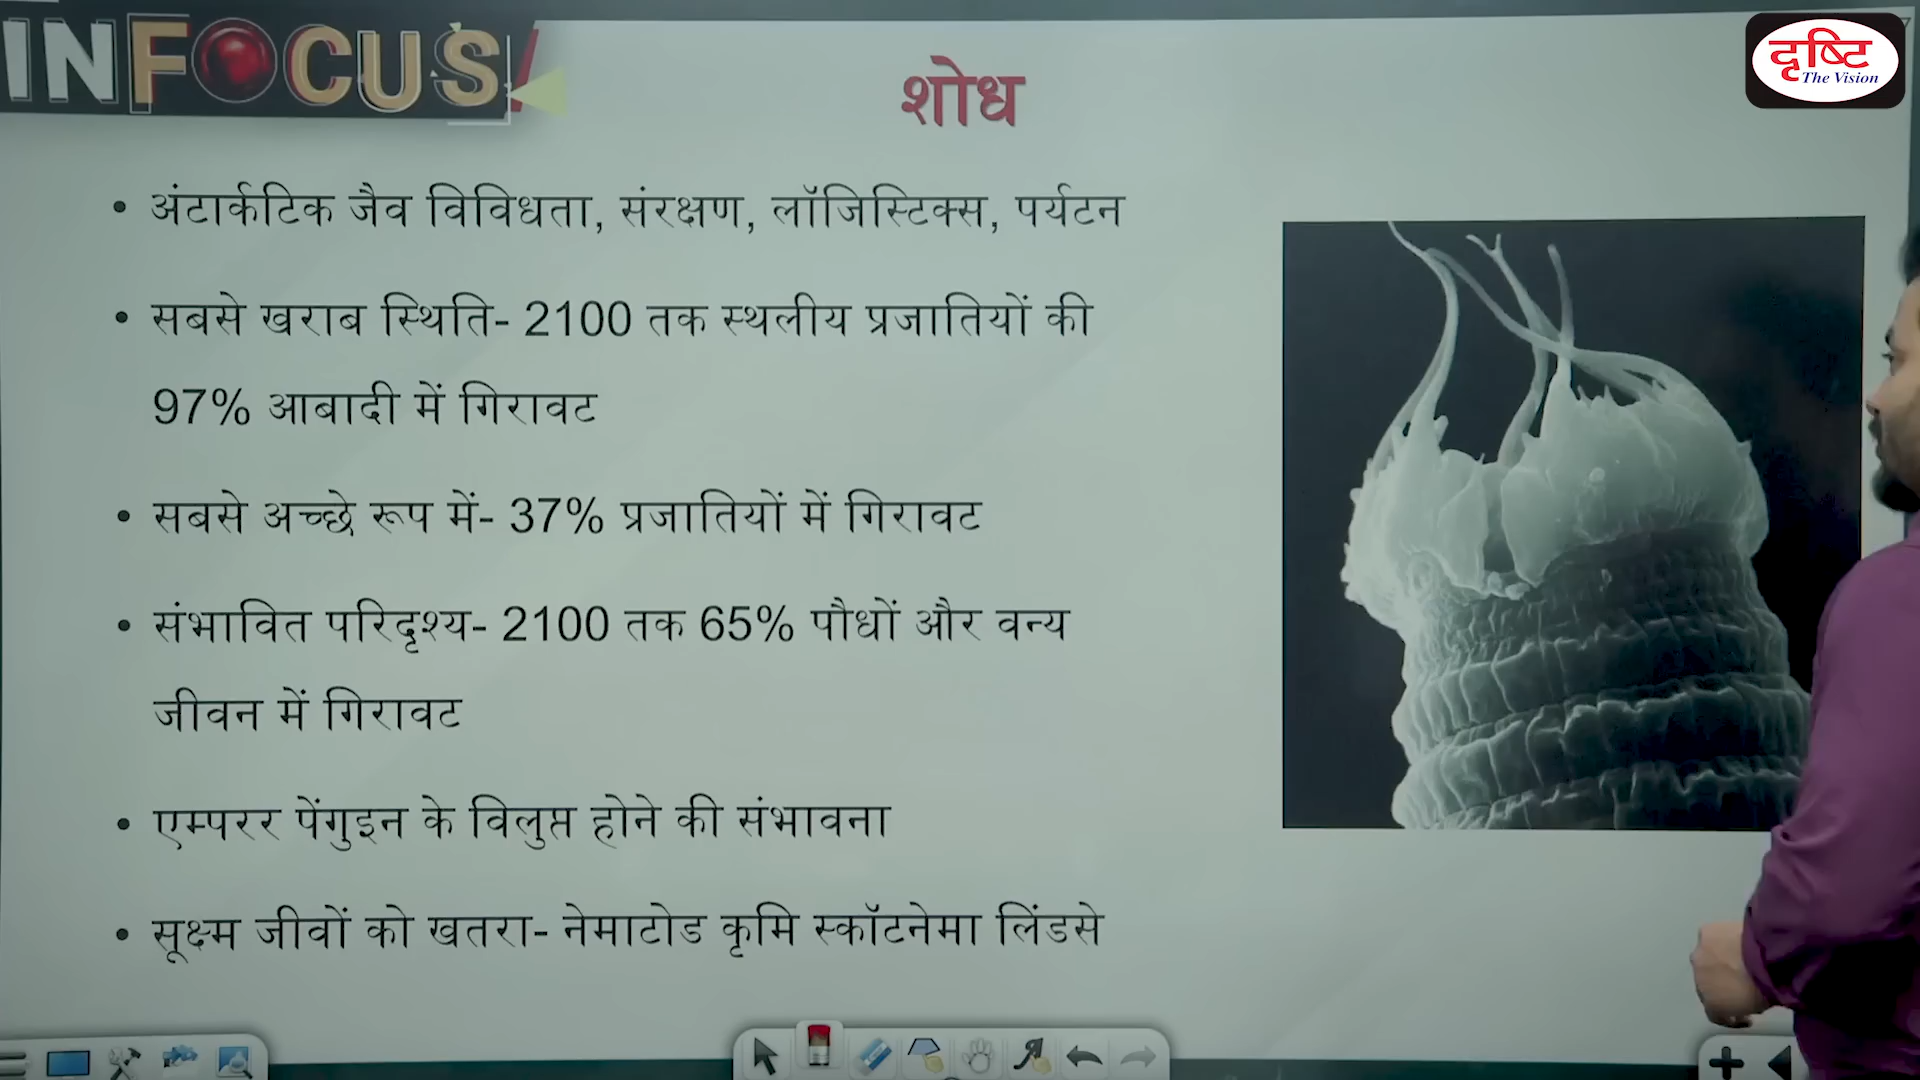 INFOCUS
दृष्टि
The Vision
शोध
• अंटार्कटिक जैव विविधता, संरक्षण, लॉजिस्टिक्स, पर्यटन
• सबसे खराब स्थिति- 2100 तक स्थलीय प्रजातियों की
97% आबादी में गिरावट
• सबसे अच्छे रूप में- 37% प्रजातियों में गिरावट
• संभावित परिदृश्य- 2100 तक 65% पौधों और वन्य
जीवन में गिरावट
• एम्परर पेंगुइन के विलुप्त होने की संभावना
• सूक्ष्म जीवों को खतरा- नेमाटोड कृमि स्कॉटनेमा लिंडसे